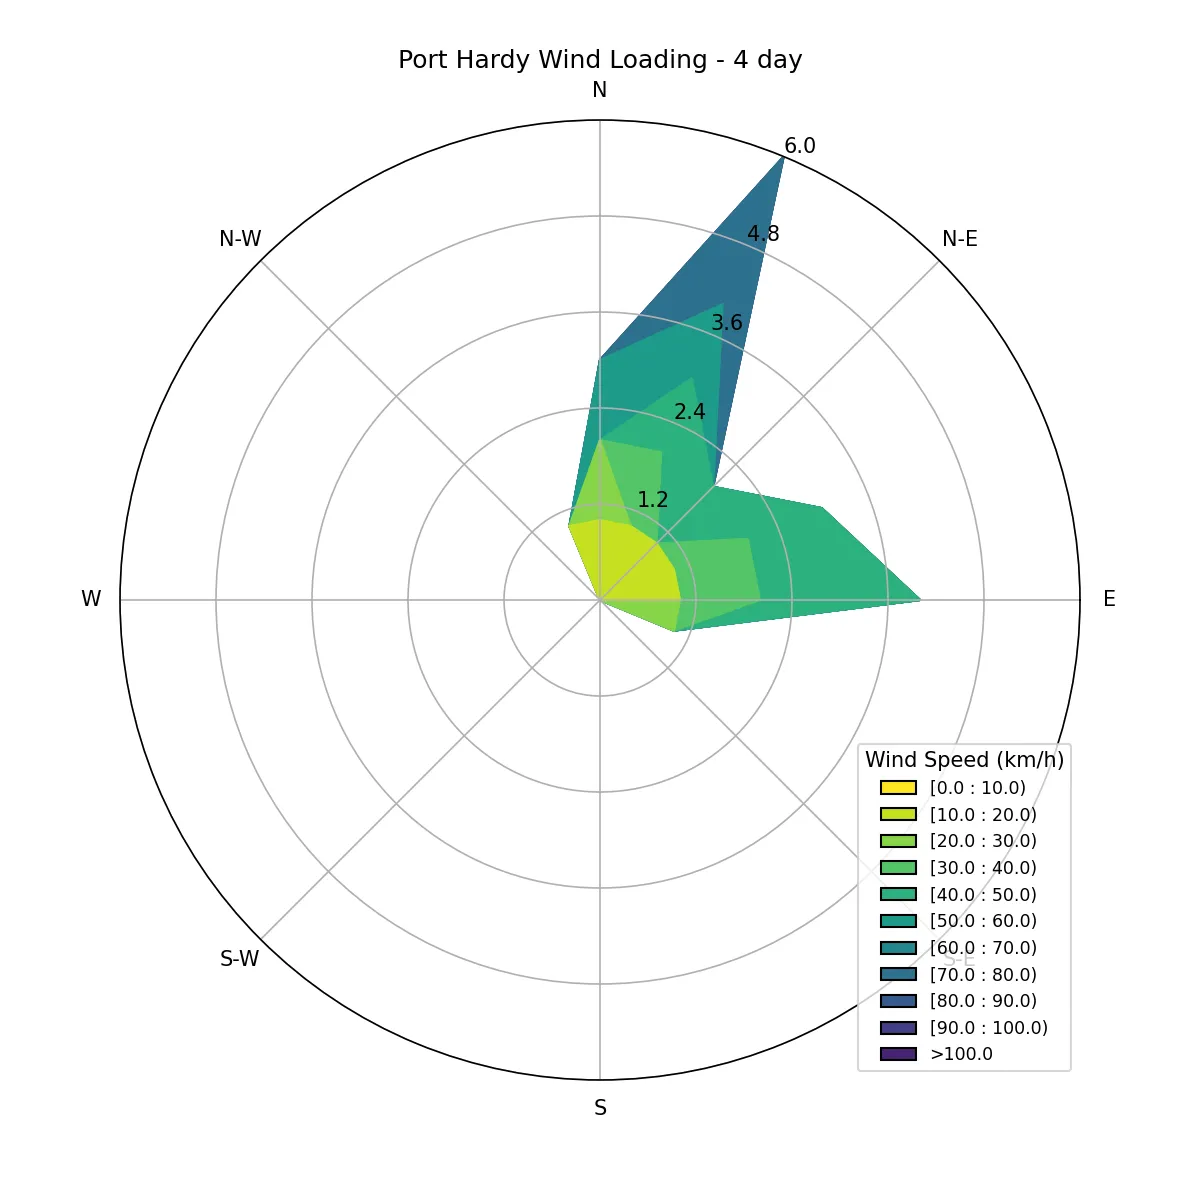 Port Hardy Wind Loading - 4 day
N
6.0
N-W
4.8
N-E
3.6
2.4
1.2
W
E
Wind Speed (km/h)
[0.0 : 10.0)
[10.0 : 20.0)
[20.0 : 30.0)
[30.0 : 40.0)
[40.0 : 50.0)
[50.0 : 60.0)
[60.0 : 70.0)
[70.0 : 80.0)
[80.0 : 90.0)
[90.0 : 100.0)
>100.0
S-W
S-E
S